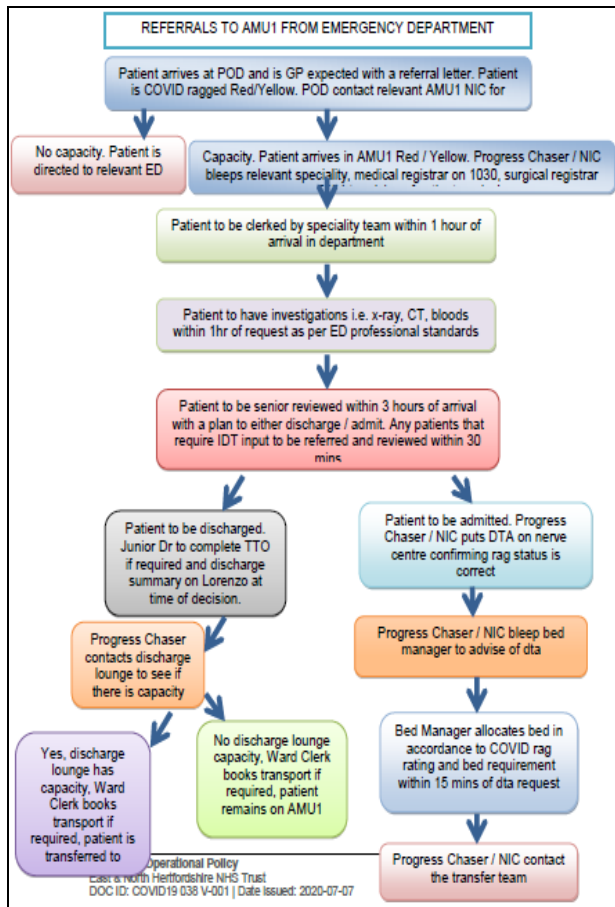 REFERRALS TO AMU1 FROM EMERGENCY DEPARTMENT
Patient arrives at POD and is GP expected with a referral letter. Patient
is COVID ragged Red/Yellow. POD contact relevant AMU1 NIC for
No capacity. Patient is
directed to relevant ED
Capacity. Patient arrives in AMU1 Red / Yellow. Progress Chaser / NIC
bleeps relevant speciality, medical registrar on 1030, surgical registrar
Patient to be clerked by speciality team within 1 hour of
arrival in department
Patient to have investigations i.e. x-ray, CT, bloods
within 1hr of request as per ED professional standards
Patient to be senior reviewed within 3 hours of arrival
with a plan to either discharge / admit. Any patients that
require IDT input to be referred and reviewed within 30
mins
Patient to be discharged.
Junior Dr to complete TTO
if required and discharge
summary on Lorenzo at
time of decision.
Patient to be admitted. Progress
Chaser / NIC puts DTA on nerve
centre confirming rag status is
correct
Progress Chaser
contacts discharge
lounge to see if
there is capacity
Progress Chaser / NIC bleep bed
manager to advise of dta
Yes, discharge
lounge has
capacity, Ward
Clerk books
transport if
required, patient is
transferred to
No discharge lounge
capacity, Ward Clerk
books transport if
required, patient
remains on AMU1
Bed Manager allocates bed in
accordance to COVID rag
rating and bed requirement
within 15 mins of dta request
Progress Chaser / NIC contact
the transfer team
Operational Policy
East & North Hertfordshire NHS Trust
DOC ID: COVID19 038 V-001 | Date Issued: 2020-07-07